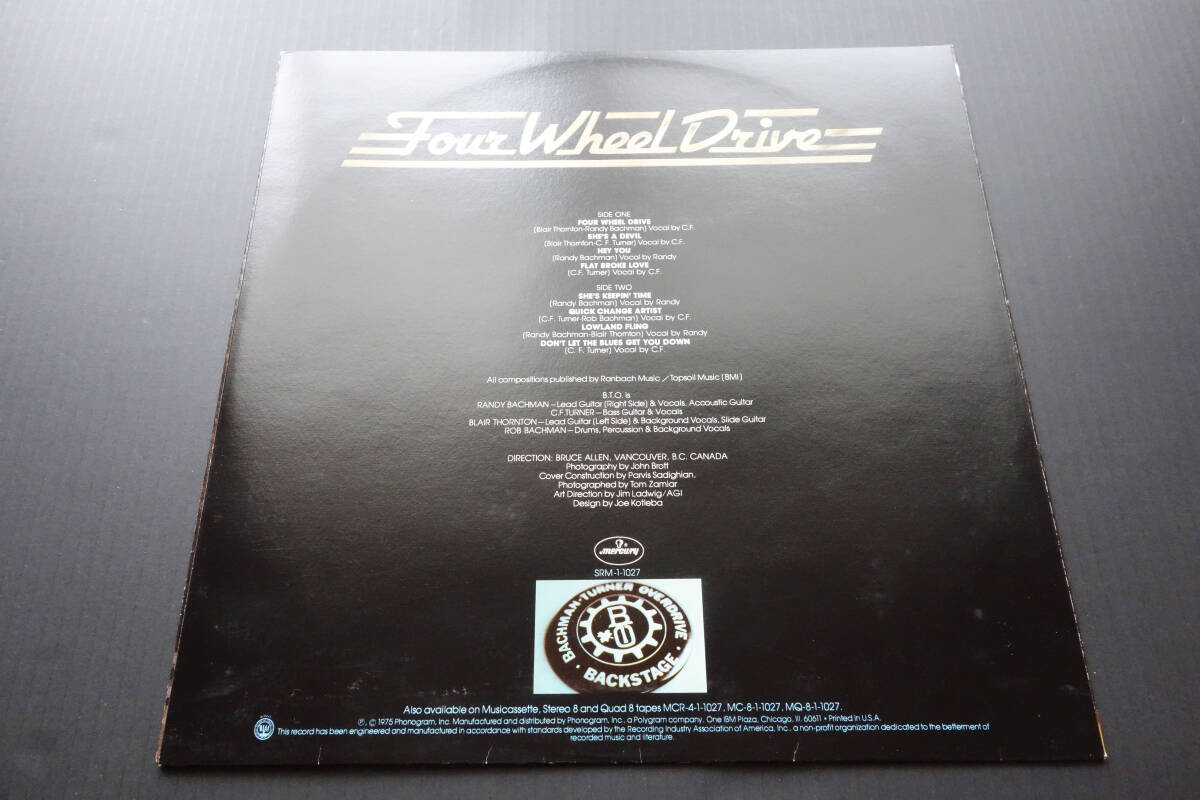 Four Wheel Drive
SIDE ONE
FOUR WHEEL DRIVE
(Blair Thornton-Randy Bachman) Vocal by C.F.
SHE'S A DEVIL
(Blair Thornton-C. F. Turner) Vocal by C.F.
HEY YOU
(Randy Bachman) Vocal by Randy
FLAT BROKE LOVE
(C.F. Turner) Vocal by C.F.
SIDE TWO
SHE'S KEEPIN' TIME
(Randy Bachman) Vocal by Randy
QUICK CHANGE ARTIST
(C.F. Turner-Rob Bachman) Vocal by C.F.
LOWLAND FLING
(Randy Bachman-Blair Thornton) Vocal by Randy
DON'T LET THE BLUES GET YOU DOWN
(C. F. Turner) Vocal by C.F.
All compositions published by Ranbach Music / Topsoil Music (BMI)
B.T.O. is
RANDY BACHMAN—Lead Guitar (Right Side) & Vocals, Accoustic Guitar
C.F. TURNER—Bass Guitar & Vocals
BLAIR THORNTON—Lead Guitar (Left Side) & Background Vocals, Slide Guitar
ROB BACHMAN—Drums, Percussion & Background Vocals
DIRECTION: BRUCE ALLEN, VANCOUVER, B.C. CANADA
Photography by John Brott
Cover Construction by Parvis Sadighian,
Photographed by Tom Zamiar
Art Direction by Jim Ladwig/AGI
Design by Joe Kotleba
mercury
SRM-1-1027
BACHMAN-TURNER OVERDRIVE
BTO
BACKSTAGE
Also available on Musicassette, Stereo 8 and Quad 8 tapes MCR-4-1-1027, MC-8-1-1027, MQ-8-1-1027.
℗, © 1975 Phonogram, Inc. Manufactured and distributed by Phonogram, Inc., a Polygram company, One IBM Plaza, Chicago, Ill. 60611 • Printed in U.S.A.
This record has been engineered and manufactured in accordance with standards developed by the Recording Industry Association of America, Inc., a non-profit organization dedicated to the betterment of
recorded music and literature.